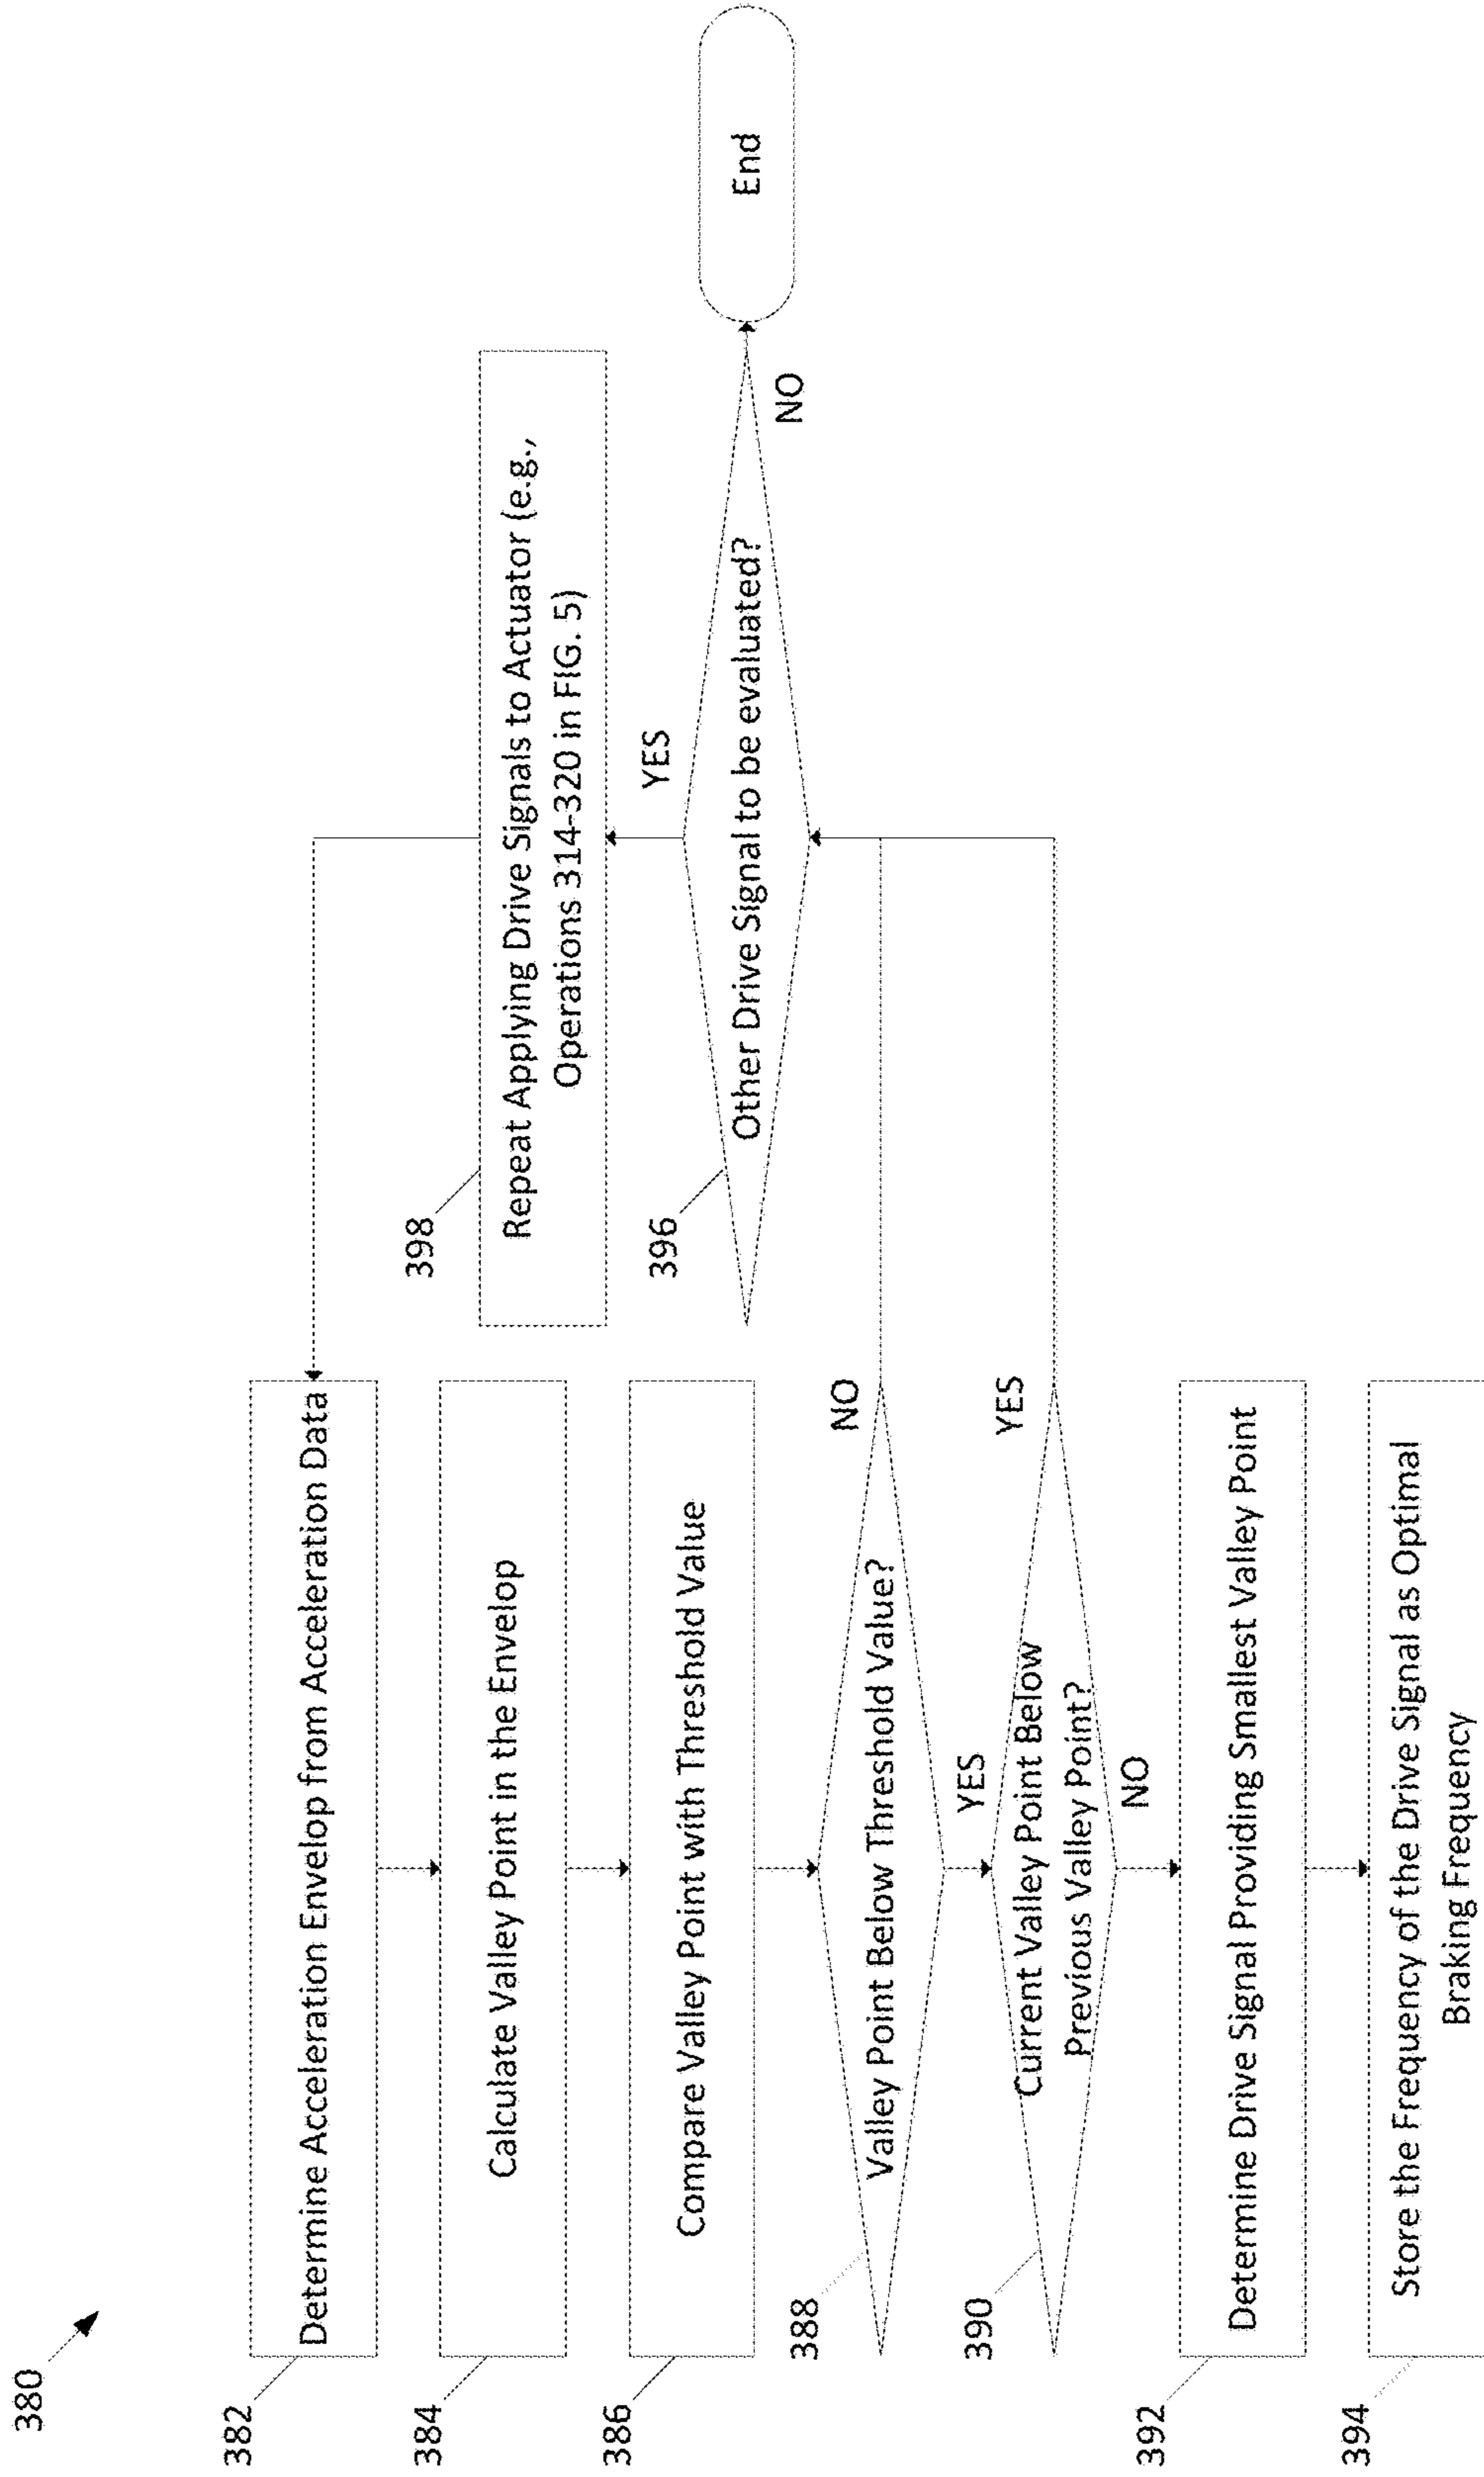 380
382
Determine Acceleration Envelop from Acceleration Data
384
Calculate Valley Point in the Envelop
386
Compare Valley Point with Threshold Value
388
Valley Point Below Threshold Value?
NO
YES
390
Current Valley Point Below
Previous Valley Point?
YES
NO
392
Determine Drive Signal Providing Smallest Valley Point
394
Store the Frequency of the Drive Signal as Optimal
Braking Frequency
398
Repeat Applying Drive Signals to Actuator (e.g.,
Operations 314-320 in FIG. 5)
YES
396
Other Drive Signal to be evaluated?
NO
End